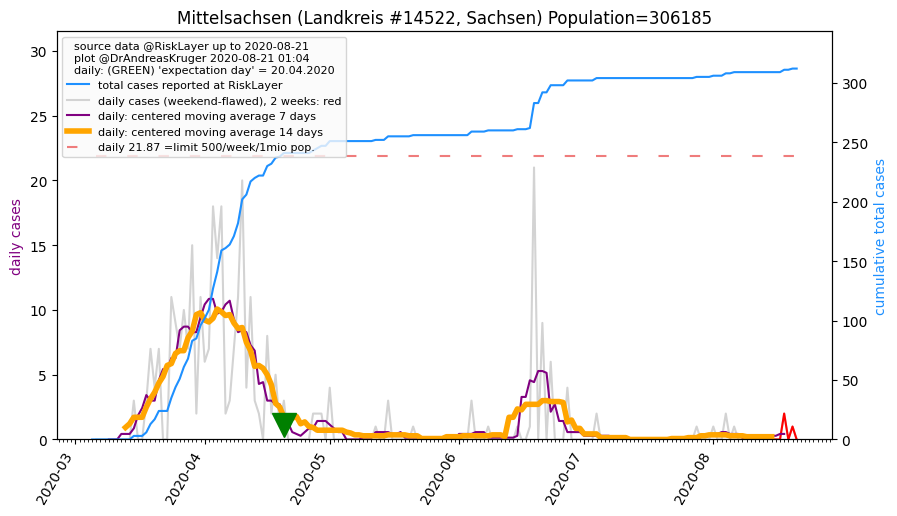 Mittelsachsen (Landkreis #14522, Sachsen) Population=306185
source data @RiskLayer up to 2020-08-21
plot @DrAndreasKruger 2020-08-21 01:04
daily: (GREEN) 'expectation day' = 20.04.2020
total cases reported at RiskLayer
daily cases (weekend-flawed), 2 weeks: red
daily: centered moving average 7 days
daily: centered moving average 14 days
daily 21.87 =limit 500/week/1mio pop.
daily cases
30
25
20
15
10
5
0
cumulative total cases
300
250
200
150
100
50
0
2020-03
2020-04
2020-05
2020-06
2020-07
2020-08